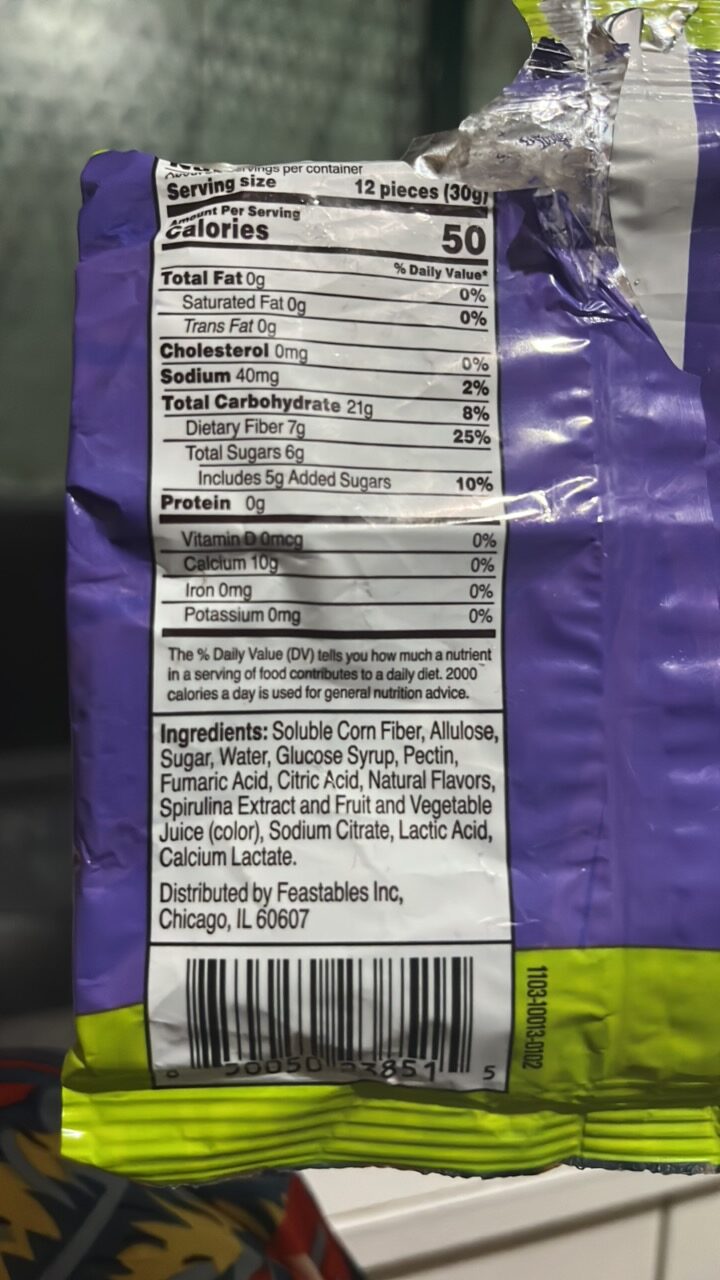 servings per container
Serving size 12 pieces (30g)
Amount Per Serving
Calories 50
% Daily Value*
Total Fat 0g 0%
Saturated Fat 0g 0%
Trans Fat 0g
Cholesterol 0mg 0%
Sodium 40mg 2%
Total Carbohydrate 21g 8%
Dietary Fiber 7g 25%
Total Sugars 6g
Includes 5g Added Sugars 10%
Protein 0g
Vitamin D 0mcg 0%
Calcium 10g 0%
Iron 0mg 0%
Potassium 0mg 0%
The % Daily Value (DV) tells you how much a nutrient
in a serving of food contributes to a daily diet. 2000
calories a day is used for general nutrition advice.
Ingredients: Soluble Corn Fiber, Allulose,
Sugar, Water, Glucose Syrup, Pectin,
Fumaric Acid, Citric Acid, Natural Flavors,
Spirulina Extract and Fruit and Vegetable
Juice (color), Sodium Citrate, Lactic Acid,
Calcium Lactate.
Distributed by Feastables Inc,
Chicago, IL 60607
1103-10013-0102
5